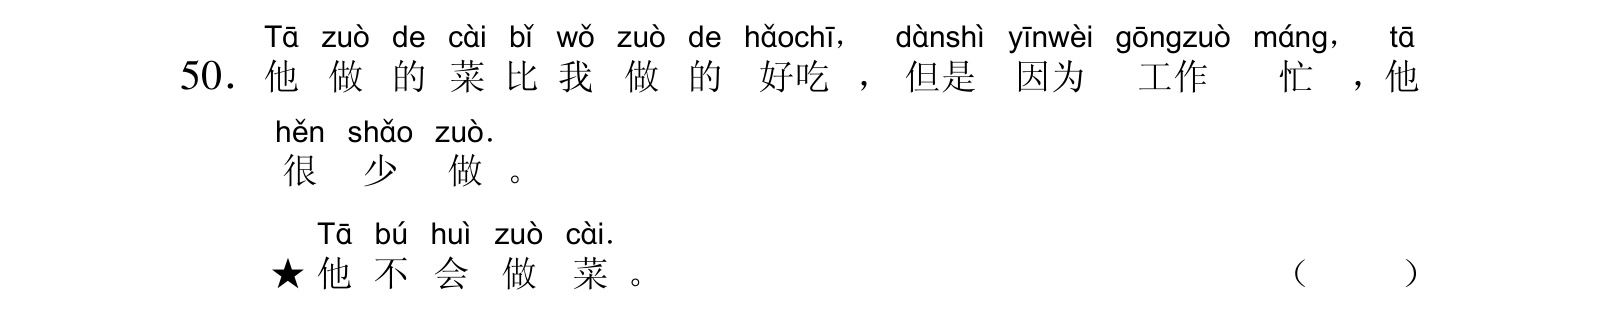 Tā zuò de cài bǐ wǒ zuò de hǎochī, dànshì yīnwèi gōngzuò máng, tā
50. 他做的菜比我做的好吃，但是因为工作忙，他
hěn shǎo zuò.
很少做。
Tā bú huì zuò cài.
★他不会做菜。 （ ）